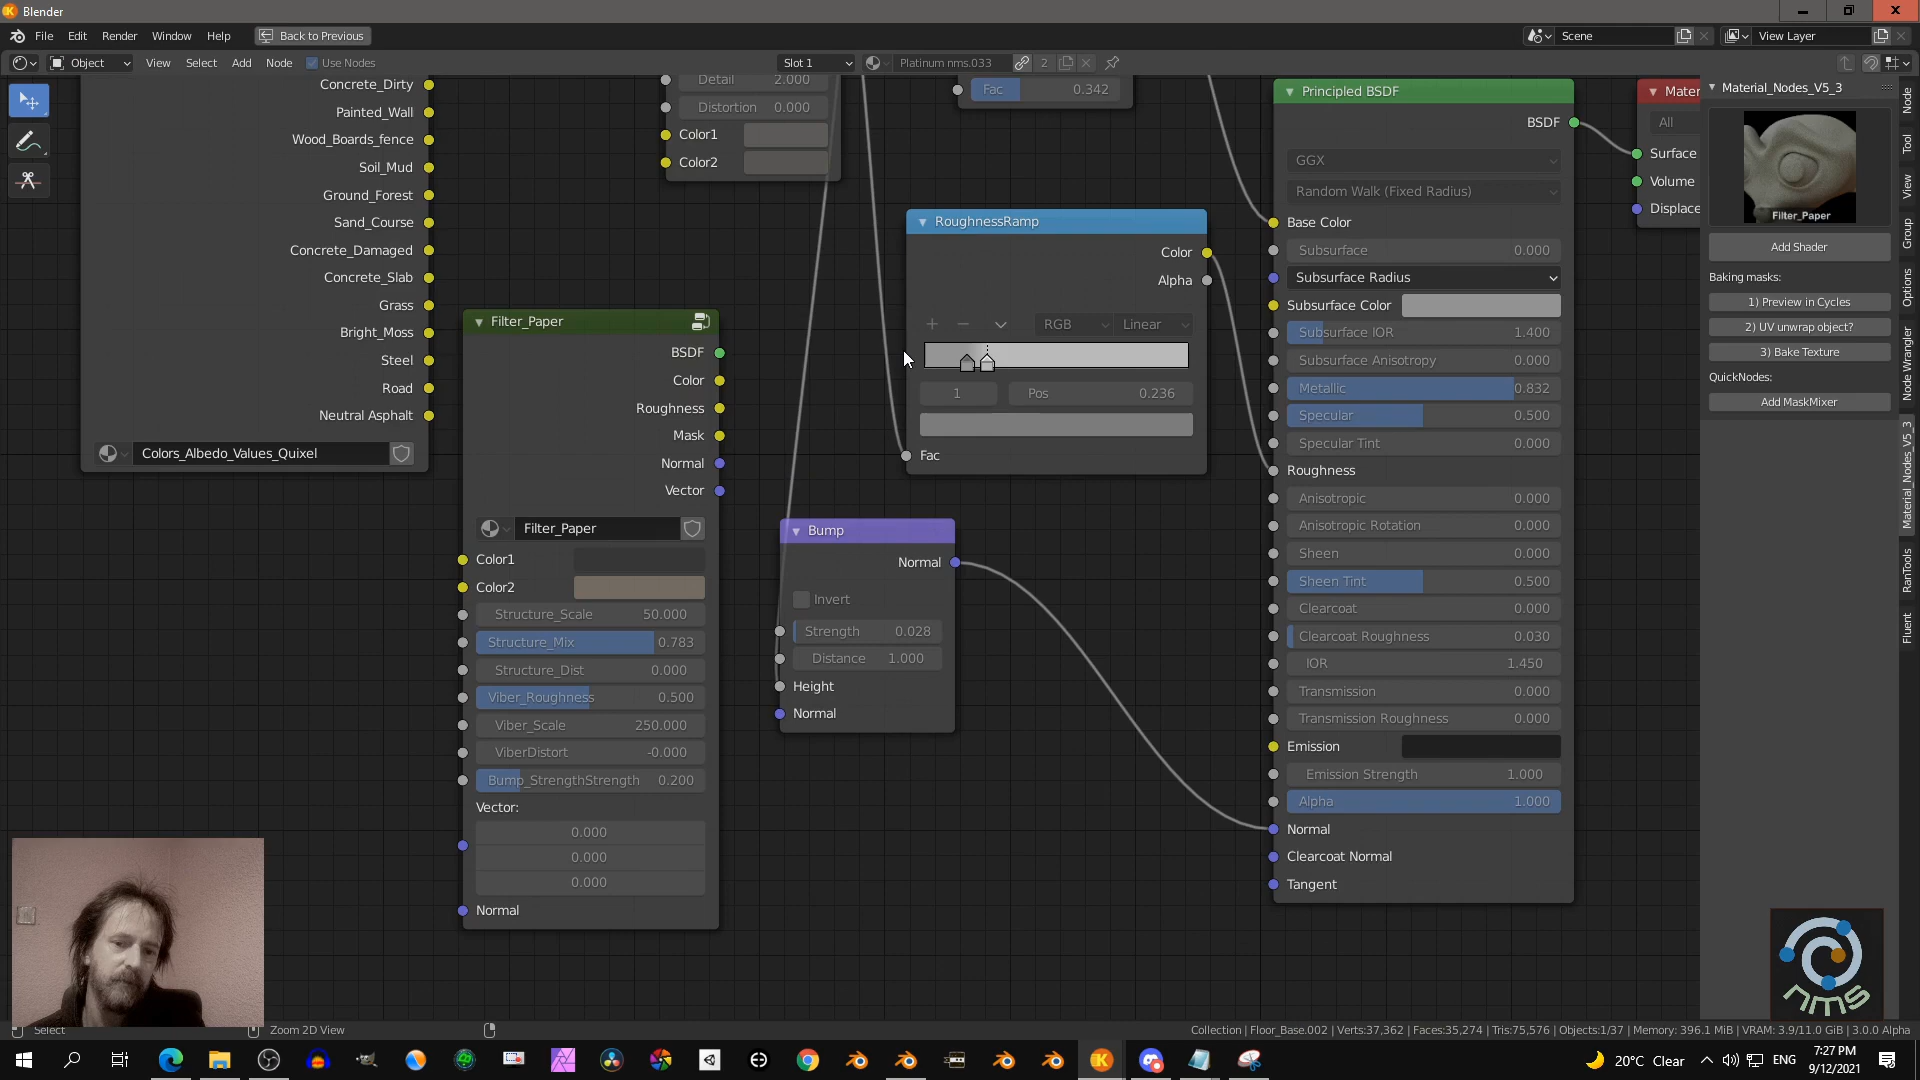 Blender
File Edit Render Window Help Back to Previous
Scene View Layer
Object View Select Add Node Use Nodes Slot 1 Platinum nms.033 2
Concrete_Dirty
Painted_Wall
Wood_Boards_fence
Soil_Mud
Ground_Forest
Sand_Course
Concrete_Damaged
Concrete_Slab
Grass
Bright_Moss
Steel
Road
Neutral Asphalt
Colors_Albedo_Values_Quixel
Detail 2.000
Distortion 0.000
Color1
Color2
Fac 0.342
Filter_Paper
BSDF
Color
Roughness
Mask
Normal
Vector
Filter_Paper
Color1
Color2
Structure_Scale 50.000
Structure_Mix 0.783
Structure_Dist 0.000
Viber_Roughness 0.500
Viber_Scale 250.000
ViberDistort -0.000
Bump_StrengthStrength 0.200
Vector:
0.000
0.000
0.000
Normal
RoughnessRamp
Color
Alpha
RGB Linear
1 Pos 0.236
Fac
Bump
Normal
Invert
Strength 0.028
Distance 1.000
Height
Normal
Principled BSDF
BSDF
GGX
Random Walk (Fixed Radius)
Base Color
Subsurface 0.000
Subsurface Radius
Subsurface Color
Subsurface IOR 1.400
Subsurface Anisotropy 0.000
Metallic 0.832
Specular 0.500
Specular Tint 0.000
Roughness
Anisotropic 0.000
Anisotropic Rotation 0.000
Sheen 0.000
Sheen Tint 0.500
Clearcoat 0.000
Clearcoat Roughness 0.030
IOR 1.450
Transmission 0.000
Transmission Roughness 0.000
Emission
Emission Strength 1.000
Alpha 1.000
Normal
Clearcoat Normal
Tangent
Mater
All
Surface
Volume
Displace
Material_Nodes_V5_3
Filter_Paper
Add Shader
Baking masks:
1) Preview in Cycles
2) UV unwrap object?
3) Bake Texture
QuickNodes:
Add MaskMixer
Node
Tool
View
Group
Options
Node Wrangler
Material_Nodes_V5_3
RanTools
Fluent
nms
Select Zoom 2D View
Collection | Floor_Base.002 | Verts:37,362 | Faces:35,274 | Tris:75,576 | Objects:1/37 | Memory: 396.1 MiB | VRAM: 3.9/11.0 GiB | 3.0.0 Alpha
20°C Clear ENG 7:27 PM
9/12/2021